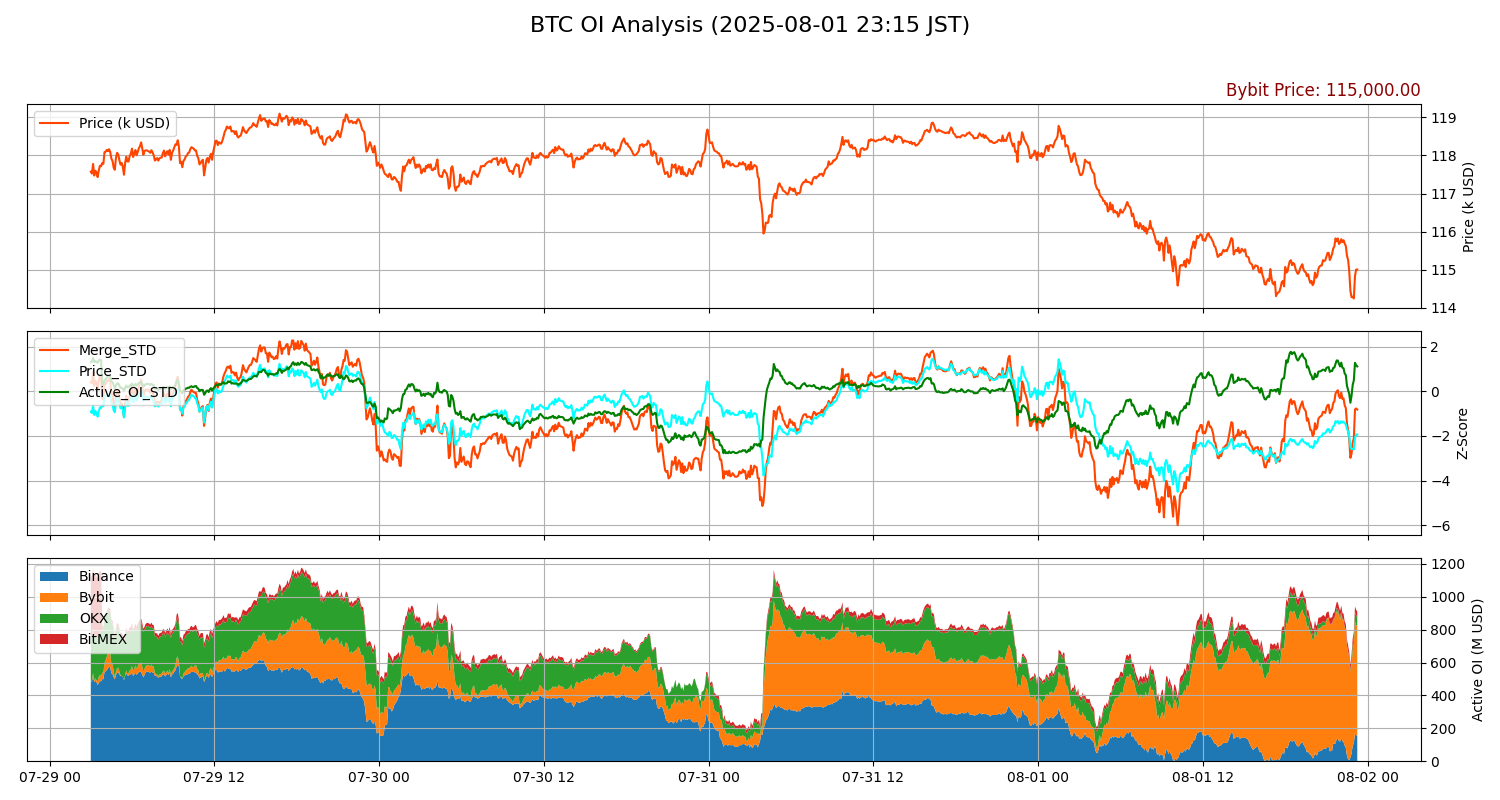 BTC OI Analysis (2025-08-01 23:15 JST)
Bybit Price: 115,000.00
Price (k USD)
119
118
117
116
115
114
Price (k USD)
Merge_STD
Price_STD
Active_OI_STD
2
0
−2
−4
−6
Z-Score
Binance
Bybit
OKX
BitMEX
1200
1000
800
600
400
200
0
Active OI (M USD)
07-29 00
07-29 12
07-30 00
07-30 12
07-31 00
07-31 12
08-01 00
08-01 12
08-02 00